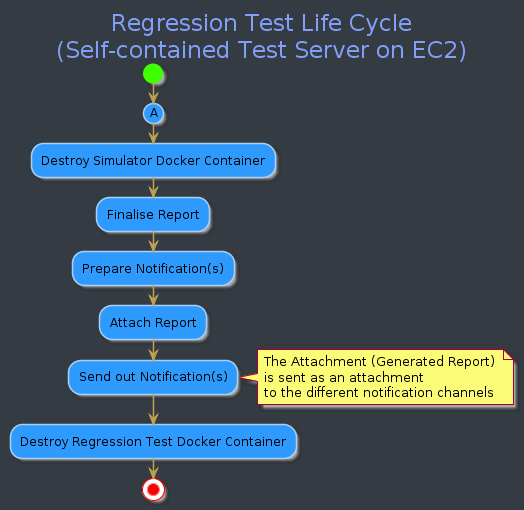 Regression Test Life Cycle
(Self-contained Test Server on EC2)
A
Destroy Simulator Docker Container
Finalise Report
Prepare Notification(s)
Attach Report
Send out Notification(s)
The Attachment (Generated Report)
is sent as an attachment
to the different notification channels
Destroy Regression Test Docker Container